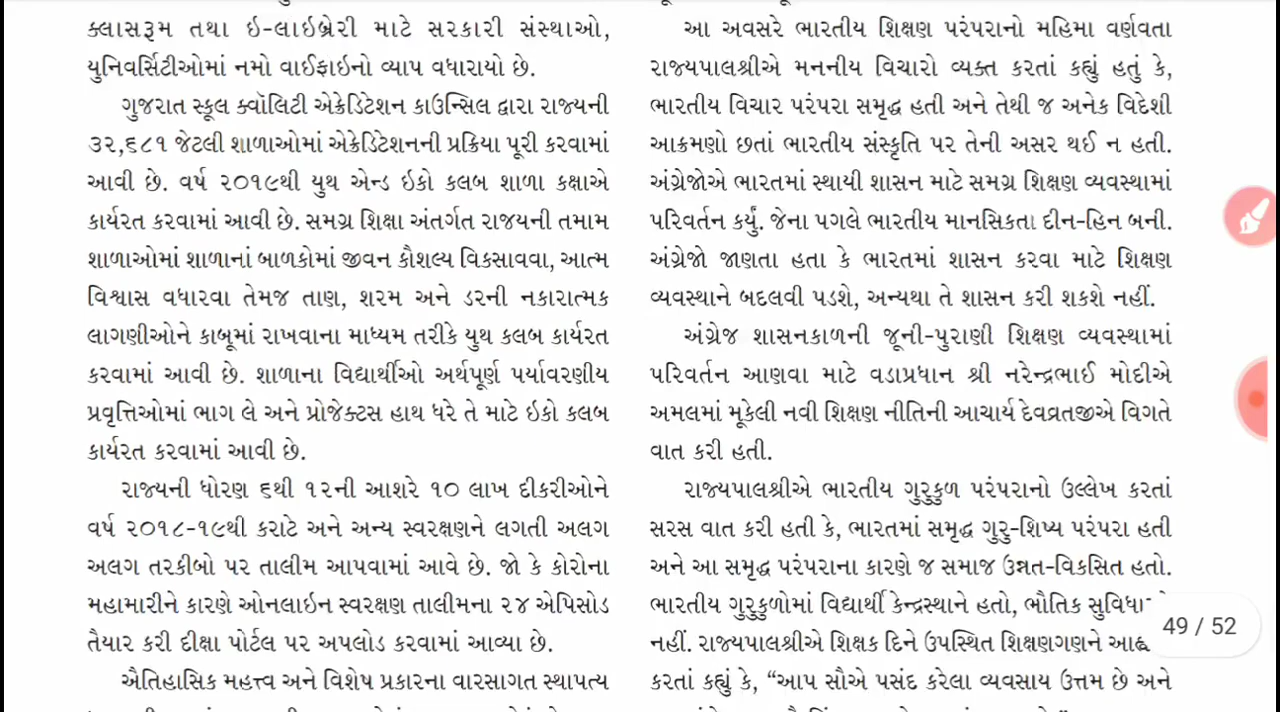 ક્લાસરૂમ તથા ઇ-લાઇબ્રેરી માટે સરકારી સંસ્થાઓ,
યુનિવર્સિટીઓમાં નમો વાઈફાઇનો વ્યાપ વધારાયો છે.
ગુજરાત સ્કૂલ ક્વૉલિટી એક્રેડિટેશન કાઉન્સિલ દ્વારા રાજ્યની
૩૨,૬૮૧ જેટલી શાળાઓમાં એક્રેડિટેશનની પ્રક્રિયા પૂરી કરવામાં
આવી છે. વર્ષ ૨૦૧૯થી યુથ એન્ડ ઇકો કલબ શાળા કક્ષાએ
કાર્યરત કરવામાં આવી છે. સમગ્ર શિક્ષા અંતર્ગત રાજયની તમામ
શાળાઓમાં શાળાનાં બાળકોમાં જીવન કૌશલ્ય વિકસાવવા, આત્મ
વિશ્વાસ વધારવા તેમજ તાણ, શરમ અને ડરની નકારાત્મક
લાગણીઓને કાબૂમાં રાખવાના માધ્યમ તરીકે યુથ કલબ કાર્યરત
કરવામાં આવી છે. શાળાના વિદ્યાર્થીઓ અર્થપૂર્ણ પર્યાવરણીય
પ્રવૃત્તિઓમાં ભાગ લે અને પ્રોજેક્ટસ હાથ ધરે તે માટે ઇકો કલબ
કાર્યરત કરવામાં આવી છે.
રાજ્યની ધોરણ ૬થી ૧૨ની આશરે ૧૦ લાખ દીકરીઓને
વર્ષ ૨૦૧૮-૧૯થી કરાટે અને અન્ય સ્વરક્ષણને લગતી અલગ
અલગ તરકીબો પર તાલીમ આપવામાં આવે છે. જો કે કોરોના
મહામારીને કારણે ઓનલાઇન સ્વરક્ષણ તાલીમના ૨૪ એપિસોડ
તૈયાર કરી દીક્ષા પોર્ટલ પર અપલોડ કરવામાં આવ્યા છે.
ઐતિહાસિક મહત્ત્વ અને વિશેષ પ્રકારના વારસાગત સ્થાપત્ય
આ અવસરે ભારતીય શિક્ષણ પરંપરાનો મહિમા વર્ણવતા
રાજ્યપાલશ્રીએ મનનીય વિચારો વ્યક્ત કરતાં કહ્યું હતું કે,
ભારતીય વિચાર પરંપરા સમૃદ્ધ હતી અને તેથી જ અનેક વિદેશી
આક્રમણો છતાં ભારતીય સંસ્કૃતિ પર તેની અસર થઈ ન હતી.
અંગ્રેજોએ ભારતમાં સ્થાયી શાસન માટે સમગ્ર શિક્ષણ વ્યવસ્થામાં
પરિવર્તન કર્યું. જેના પગલે ભારતીય માનસિકતા દીન-હિન બની.
અંગ્રેજો જાણતા હતા કે ભારતમાં શાસન કરવા માટે શિક્ષણ
વ્યવસ્થાને બદલવી પડશે, અન્યથા તે શાસન કરી શકશે નહીં.
અંગ્રેજ શાસનકાળની જૂની-પુરાણી શિક્ષણ વ્યવસ્થામાં
પરિવર્તન આણવા માટે વડાપ્રધાન શ્રી નરેન્દ્રભાઈ મોદીએ
અમલમાં મૂકેલી નવી શિક્ષણ નીતિની આચાર્ય દેવવ્રતજીએ વિગતે
વાત કરી હતી.
રાજ્યપાલશ્રીએ ભારતીય ગુરુકુળ પરંપરાનો ઉલ્લેખ કરતાં
સરસ વાત કરી હતી કે, ભારતમાં સમૃદ્ધ ગુરુ-શિષ્ય પરંપરા હતી
અને આ સમૃદ્ધ પરંપરાના કારણે જ સમાજ ઉન્નત-વિકસિત હતો.
ભારતીય ગુરુકુળોમાં વિદ્યાર્થી કેન્દ્રસ્થાને હતો, ભૌતિક
નહીં. રાજ્યપાલશ્રીએ શિક્ષક દિને ઉપસ્થિત શિક્ષણગણને
કરતાં કહ્યું કે, “આપ સૌએ પસંદ કરેલા વ્યવસાય ઉત્તમ છે અને
49 / 52